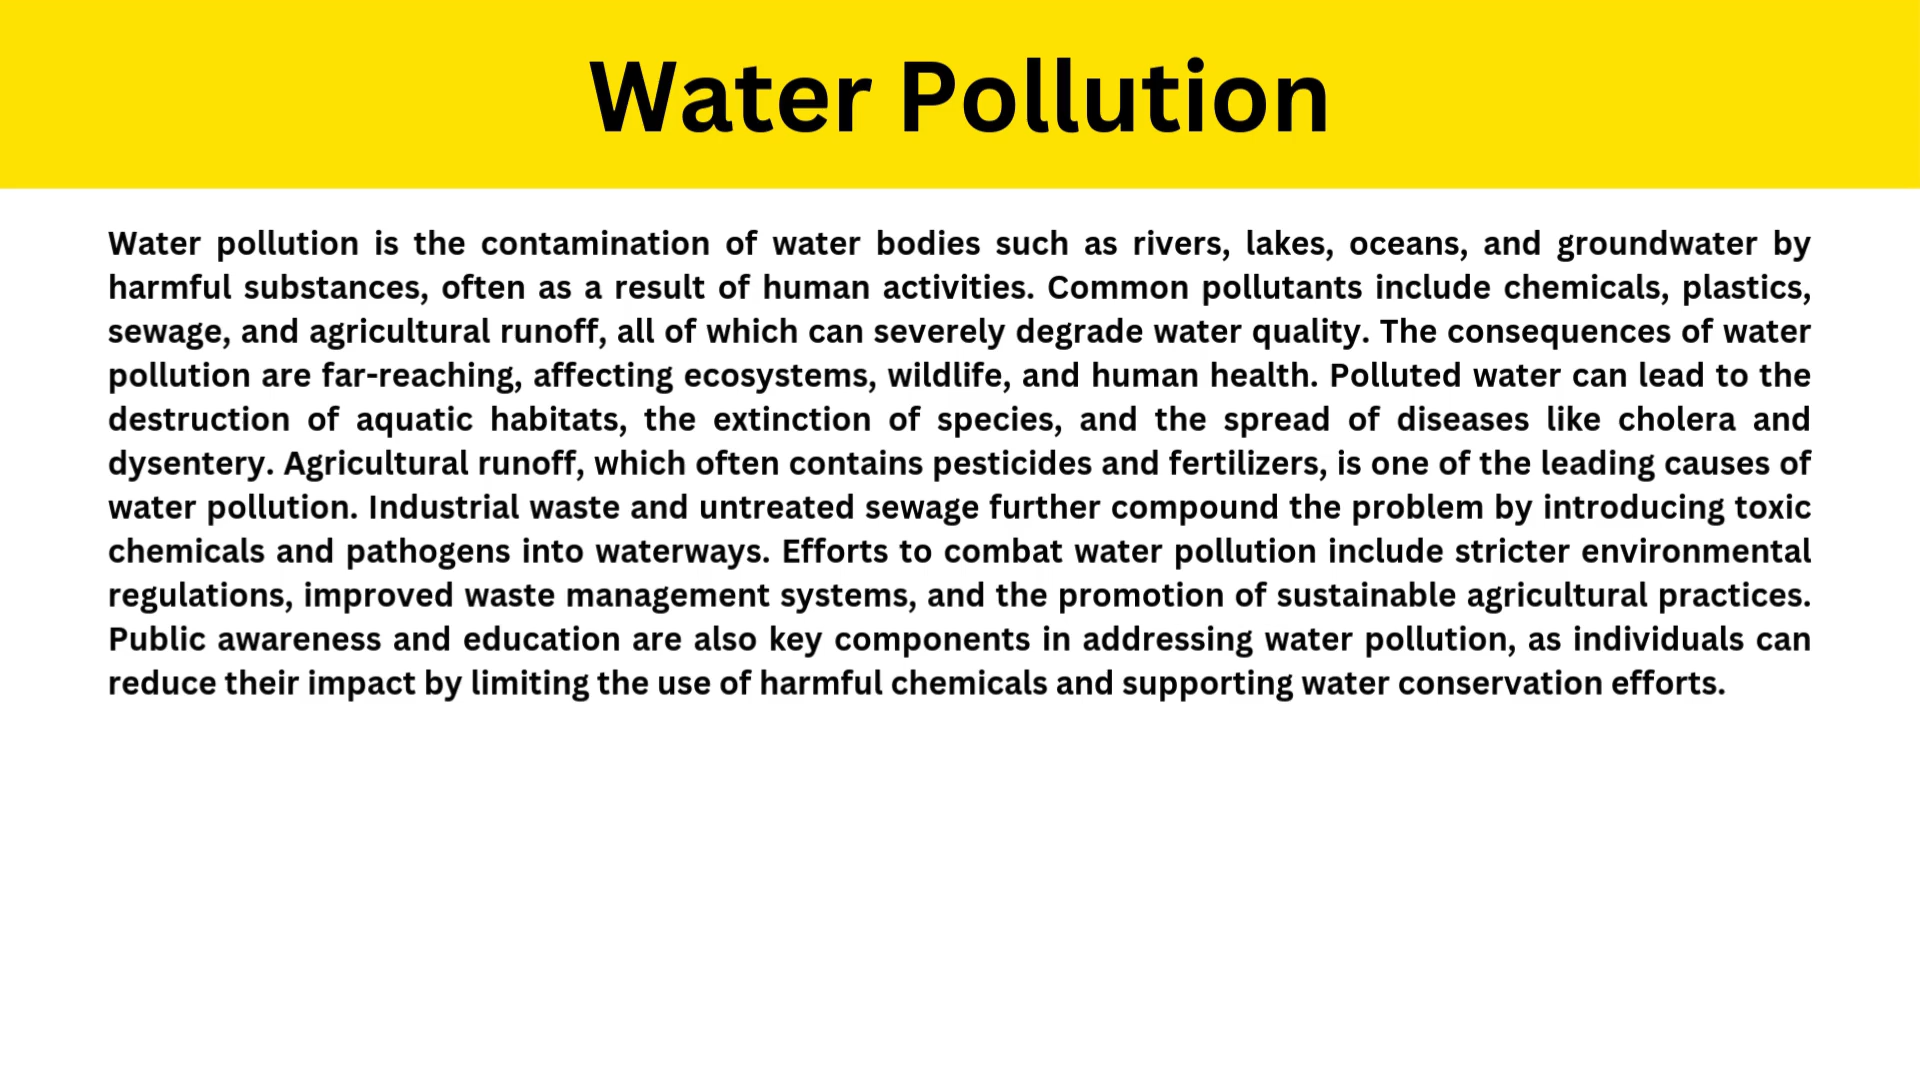 Water Pollution
Water pollution is the contamination of water bodies such as rivers, lakes, oceans, and groundwater by
harmful substances, often as a result of human activities. Common pollutants include chemicals, plastics,
sewage, and agricultural runoff, all of which can severely degrade water quality. The consequences of water
pollution are far-reaching, affecting ecosystems, wildlife, and human health. Polluted water can lead to the
destruction of aquatic habitats, the extinction of species, and the spread of diseases like cholera and
dysentery. Agricultural runoff, which often contains pesticides and fertilizers, is one of the leading causes of
water pollution. Industrial waste and untreated sewage further compound the problem by introducing toxic
chemicals and pathogens into waterways. Efforts to combat water pollution include stricter environmental
regulations, improved waste management systems, and the promotion of sustainable agricultural practices.
Public awareness and education are also key components in addressing water pollution, as individuals can
reduce their impact by limiting the use of harmful chemicals and supporting water conservation efforts.